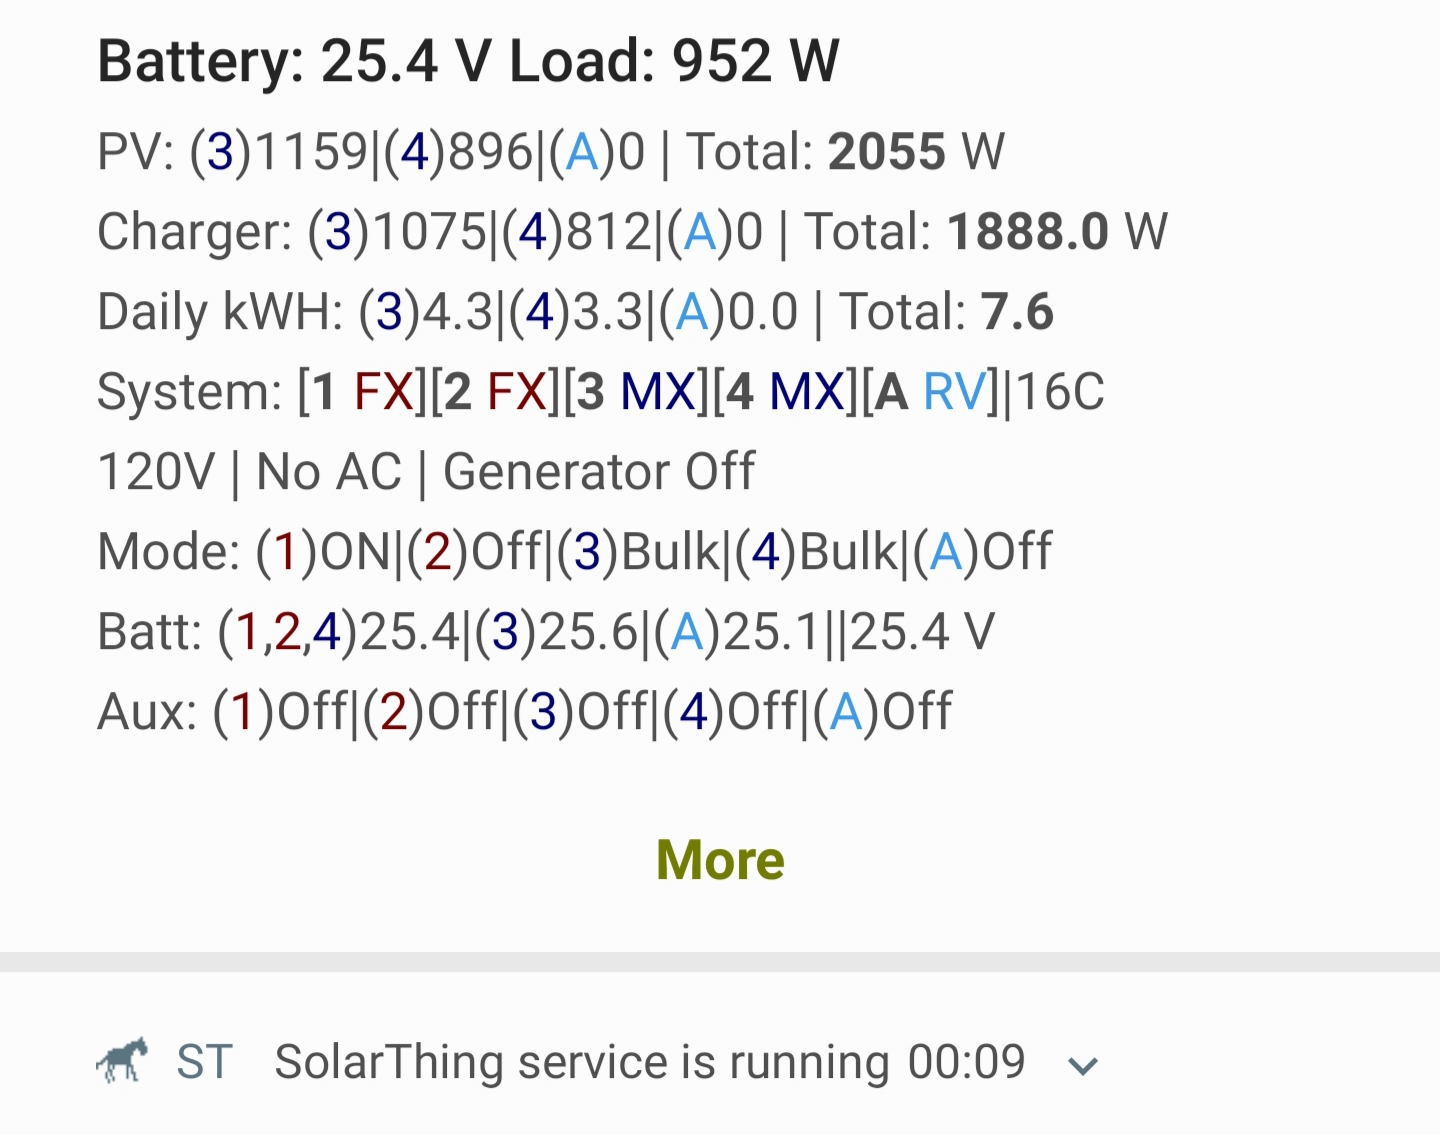 Battery: 25.4 V Load: 952 W
PV: (3)1159|(4)896|(A)0 | Total: 2055 W
Charger: (3)1075|(4)812|(A)0 | Total: 1888.0 W
Daily kWH: (3)4.3|(4)3.3|(A)0.0 | Total: 7.6
System: [1 FX][2 FX][3 MX][4 MX][A RV]|16C
120V | No AC | Generator Off
Mode: (1)ON|(2)Off|(3)Bulk|(4)Bulk|(A)Off
Batt: (1,2,4)25.4|(3)25.6|(A)25.1||25.4 V
Aux: (1)Off|(2)Off|(3)Off|(4)Off|(A)Off
More
ST SolarThing service is running 00:09